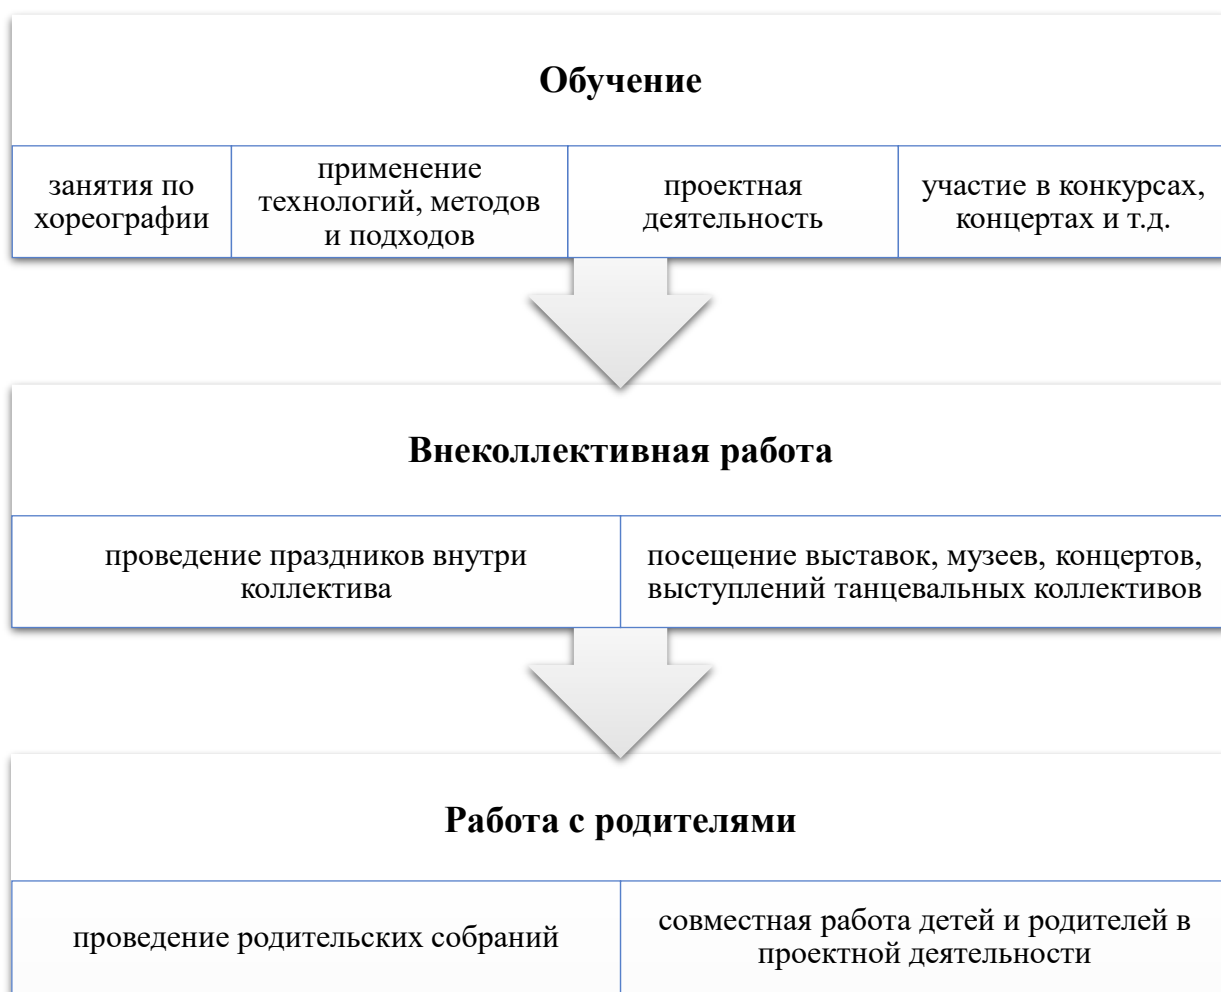 Обучение
занятия по
хореографии
применение
технологий, методов
и подходов
проектная
деятельность
участие в конкурсах,
концертах и т.д.
Внеколлективная работа
проведение праздников внутри
коллектива
посещение выставок, музеев, концертов,
выступлений танцевальных коллективов
Работа с родителями
проведение родительских собраний
совместная работа детей и родителей в
проектной деятельности